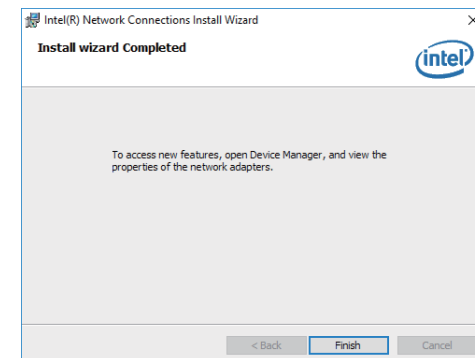 Intel(R) Network Connections Install Wizard
Install wizard Completed
intel
To access new features, open Device Manager, and view the
properties of the network adapters.
< Back
Finish
Cancel